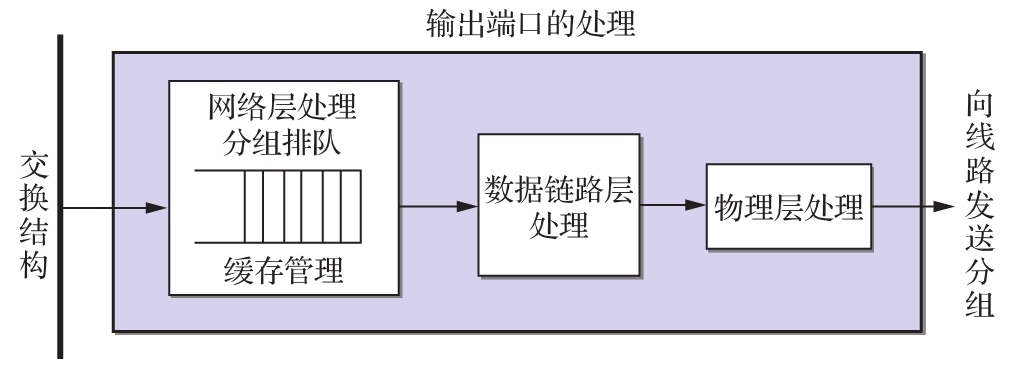 输出端口的处理
交换结构
网络层处理
分组排队
缓存管理
数据链路层
处理
物理层处理
向线路发送分组